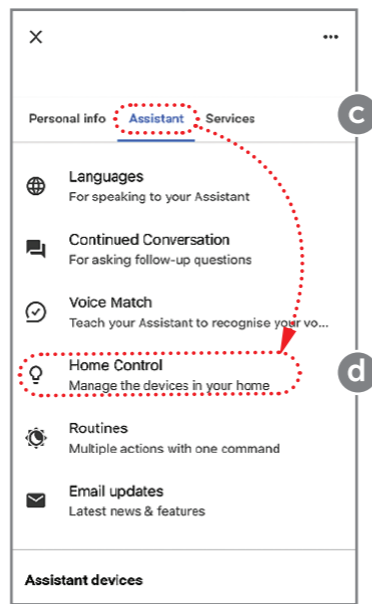 Personal info Assistant Services
c
Languages
For speaking to your Assistant
Continued Conversation
For asking follow-up questions
Voice Match
Teach your Assistant to recognise your vo...
Home Control
d
Manage the devices in your home
Routines
Multiple actions with one command
Email updates
Latest news & features
Assistant devices